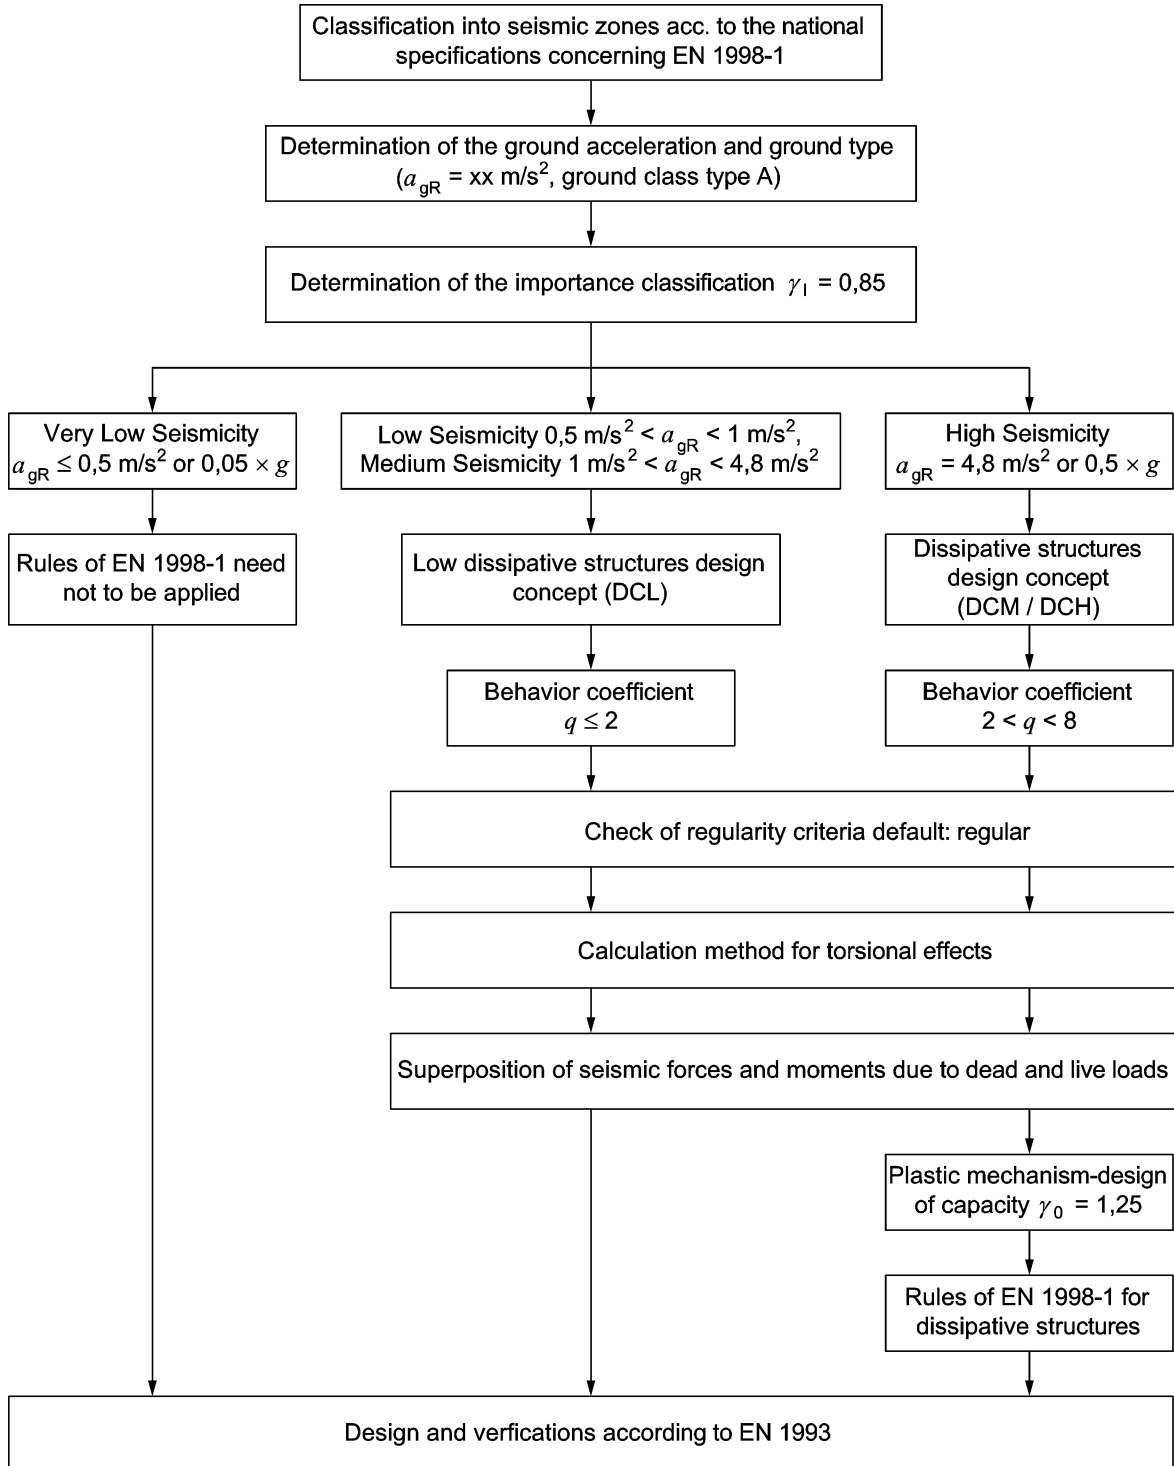 Classification into seismic zones acc. to the national
specifications concerning EN 1998-1
Determination of the ground acceleration and ground type
(a gR = xx m/s², ground class type A)
Determination of the importance classification γ I = 0,85
Very Low Seismicity
a gR ≤ 0,5 m/s² or 0,05 × g
Low Seismicity 0,5 m/s² < a gR < 1 m/s²,
Medium Seismicity 1 m/s² < a gR < 4,8 m/s²
High Seismicity
a gR = 4,8 m/s² or 0,5 × g
Rules of EN 1998-1 need
not to be applied
Low dissipative structures design
concept (DCL)
Dissipative structures
design concept
(DCM / DCH)
Behavior coefficient
q ≤ 2
Behavior coefficient
2 < q < 8
Check of regularity criteria default: regular
Calculation method for torsional effects
Superposition of seismic forces and moments due to dead and live loads
Plastic mechanism-design
of capacity γ 0 = 1,25
Rules of EN 1998-1 for
dissipative structures
Design and verfications according to EN 1993